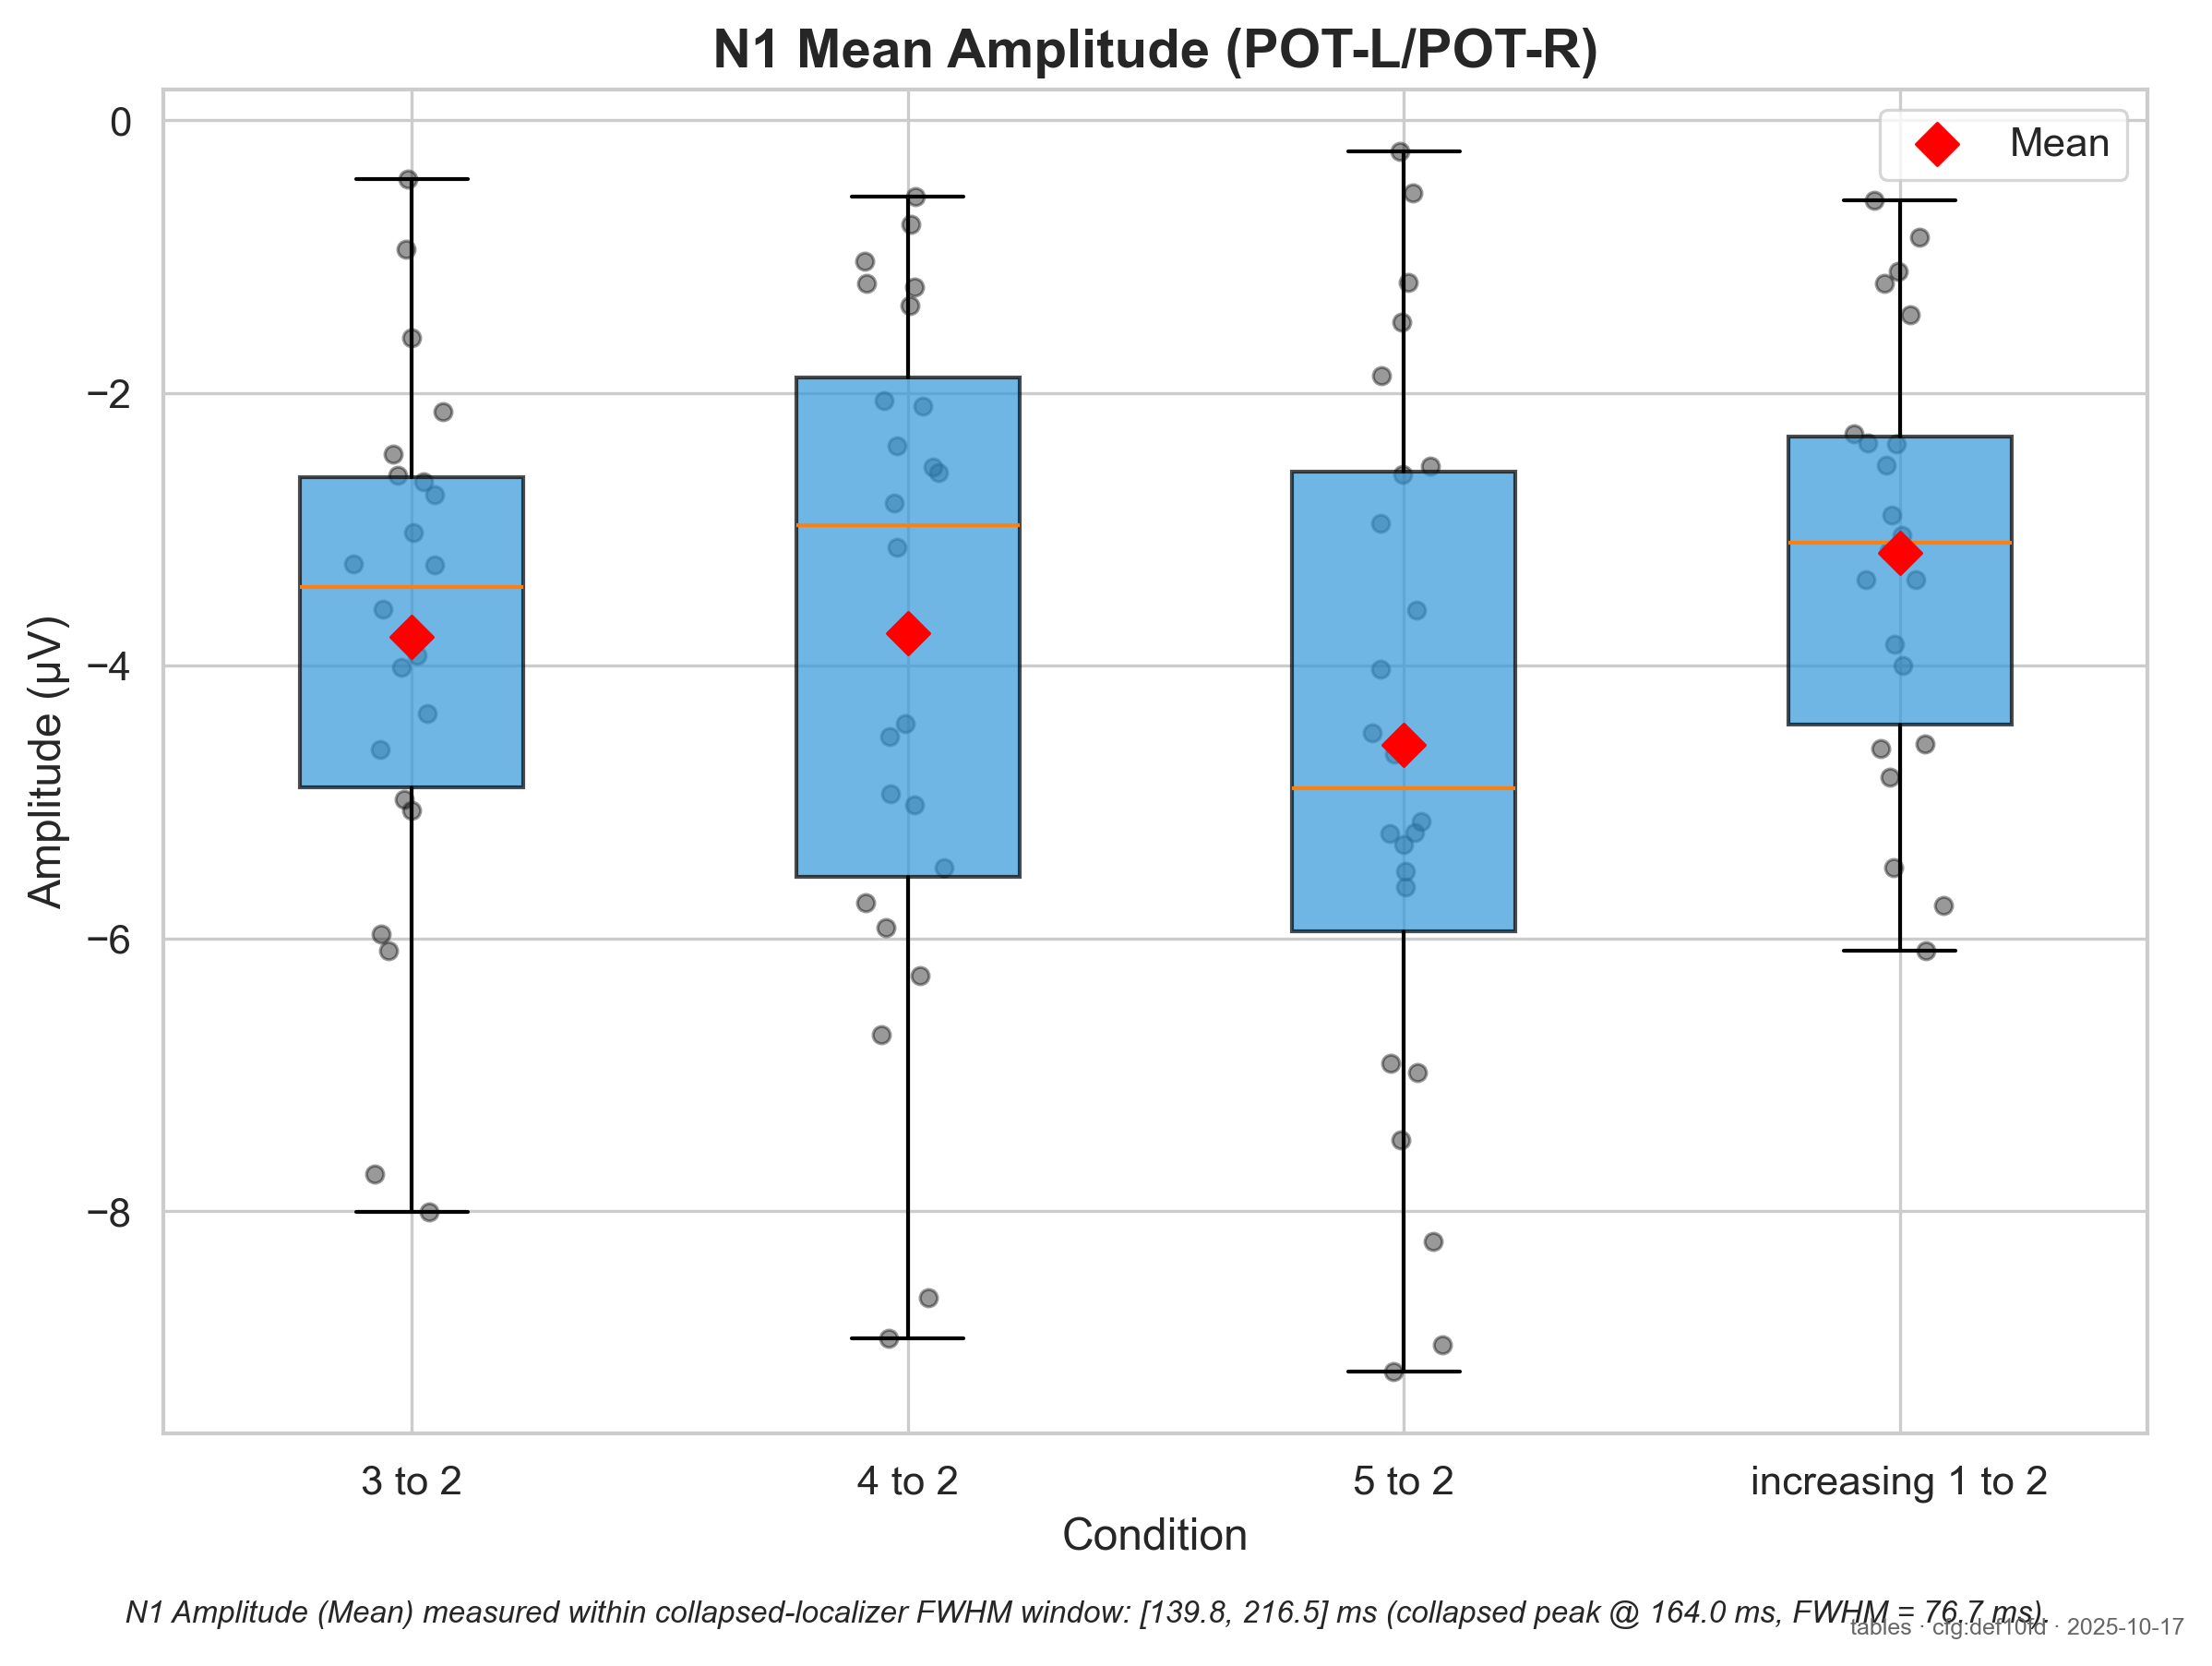 N1 Mean Amplitude (POT-L/POT-R)
Mean
0
−2
−4
−6
−8
Amplitude (µV)
3 to 2
4 to 2
5 to 2
increasing 1 to 2
Condition
N1 Amplitude (Mean) measured within collapsed-localizer FWHM window: [139.8, 216.5] ms (collapsed peak @ 164.0 ms, FWHM = 76.7 ms).
tables · cfg:def10fd · 2025-10-17